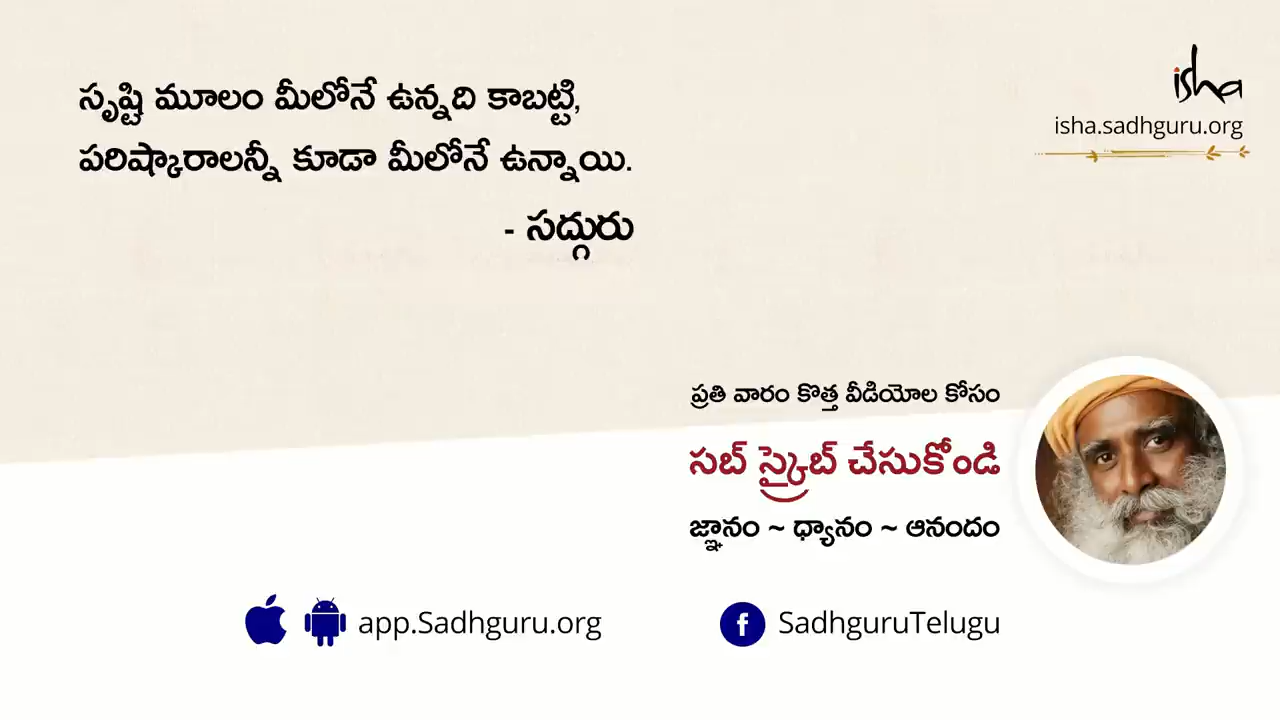 సృష్టి మూలం మీలోనే ఉన్నది కాబట్టి,
పరిష్కారాలన్నీ కూడా మీలోనే ఉన్నాయి.
- సద్గురు
isha
isha.sadhguru.org
ప్రతి వారం కొత్త వీడియోల కోసం
సబ్ స్క్రైబ్ చేసుకోండి
జ్ఞానం ~ ధ్యానం ~ ఆనందం
app.Sadhguru.org
SadhguruTelugu